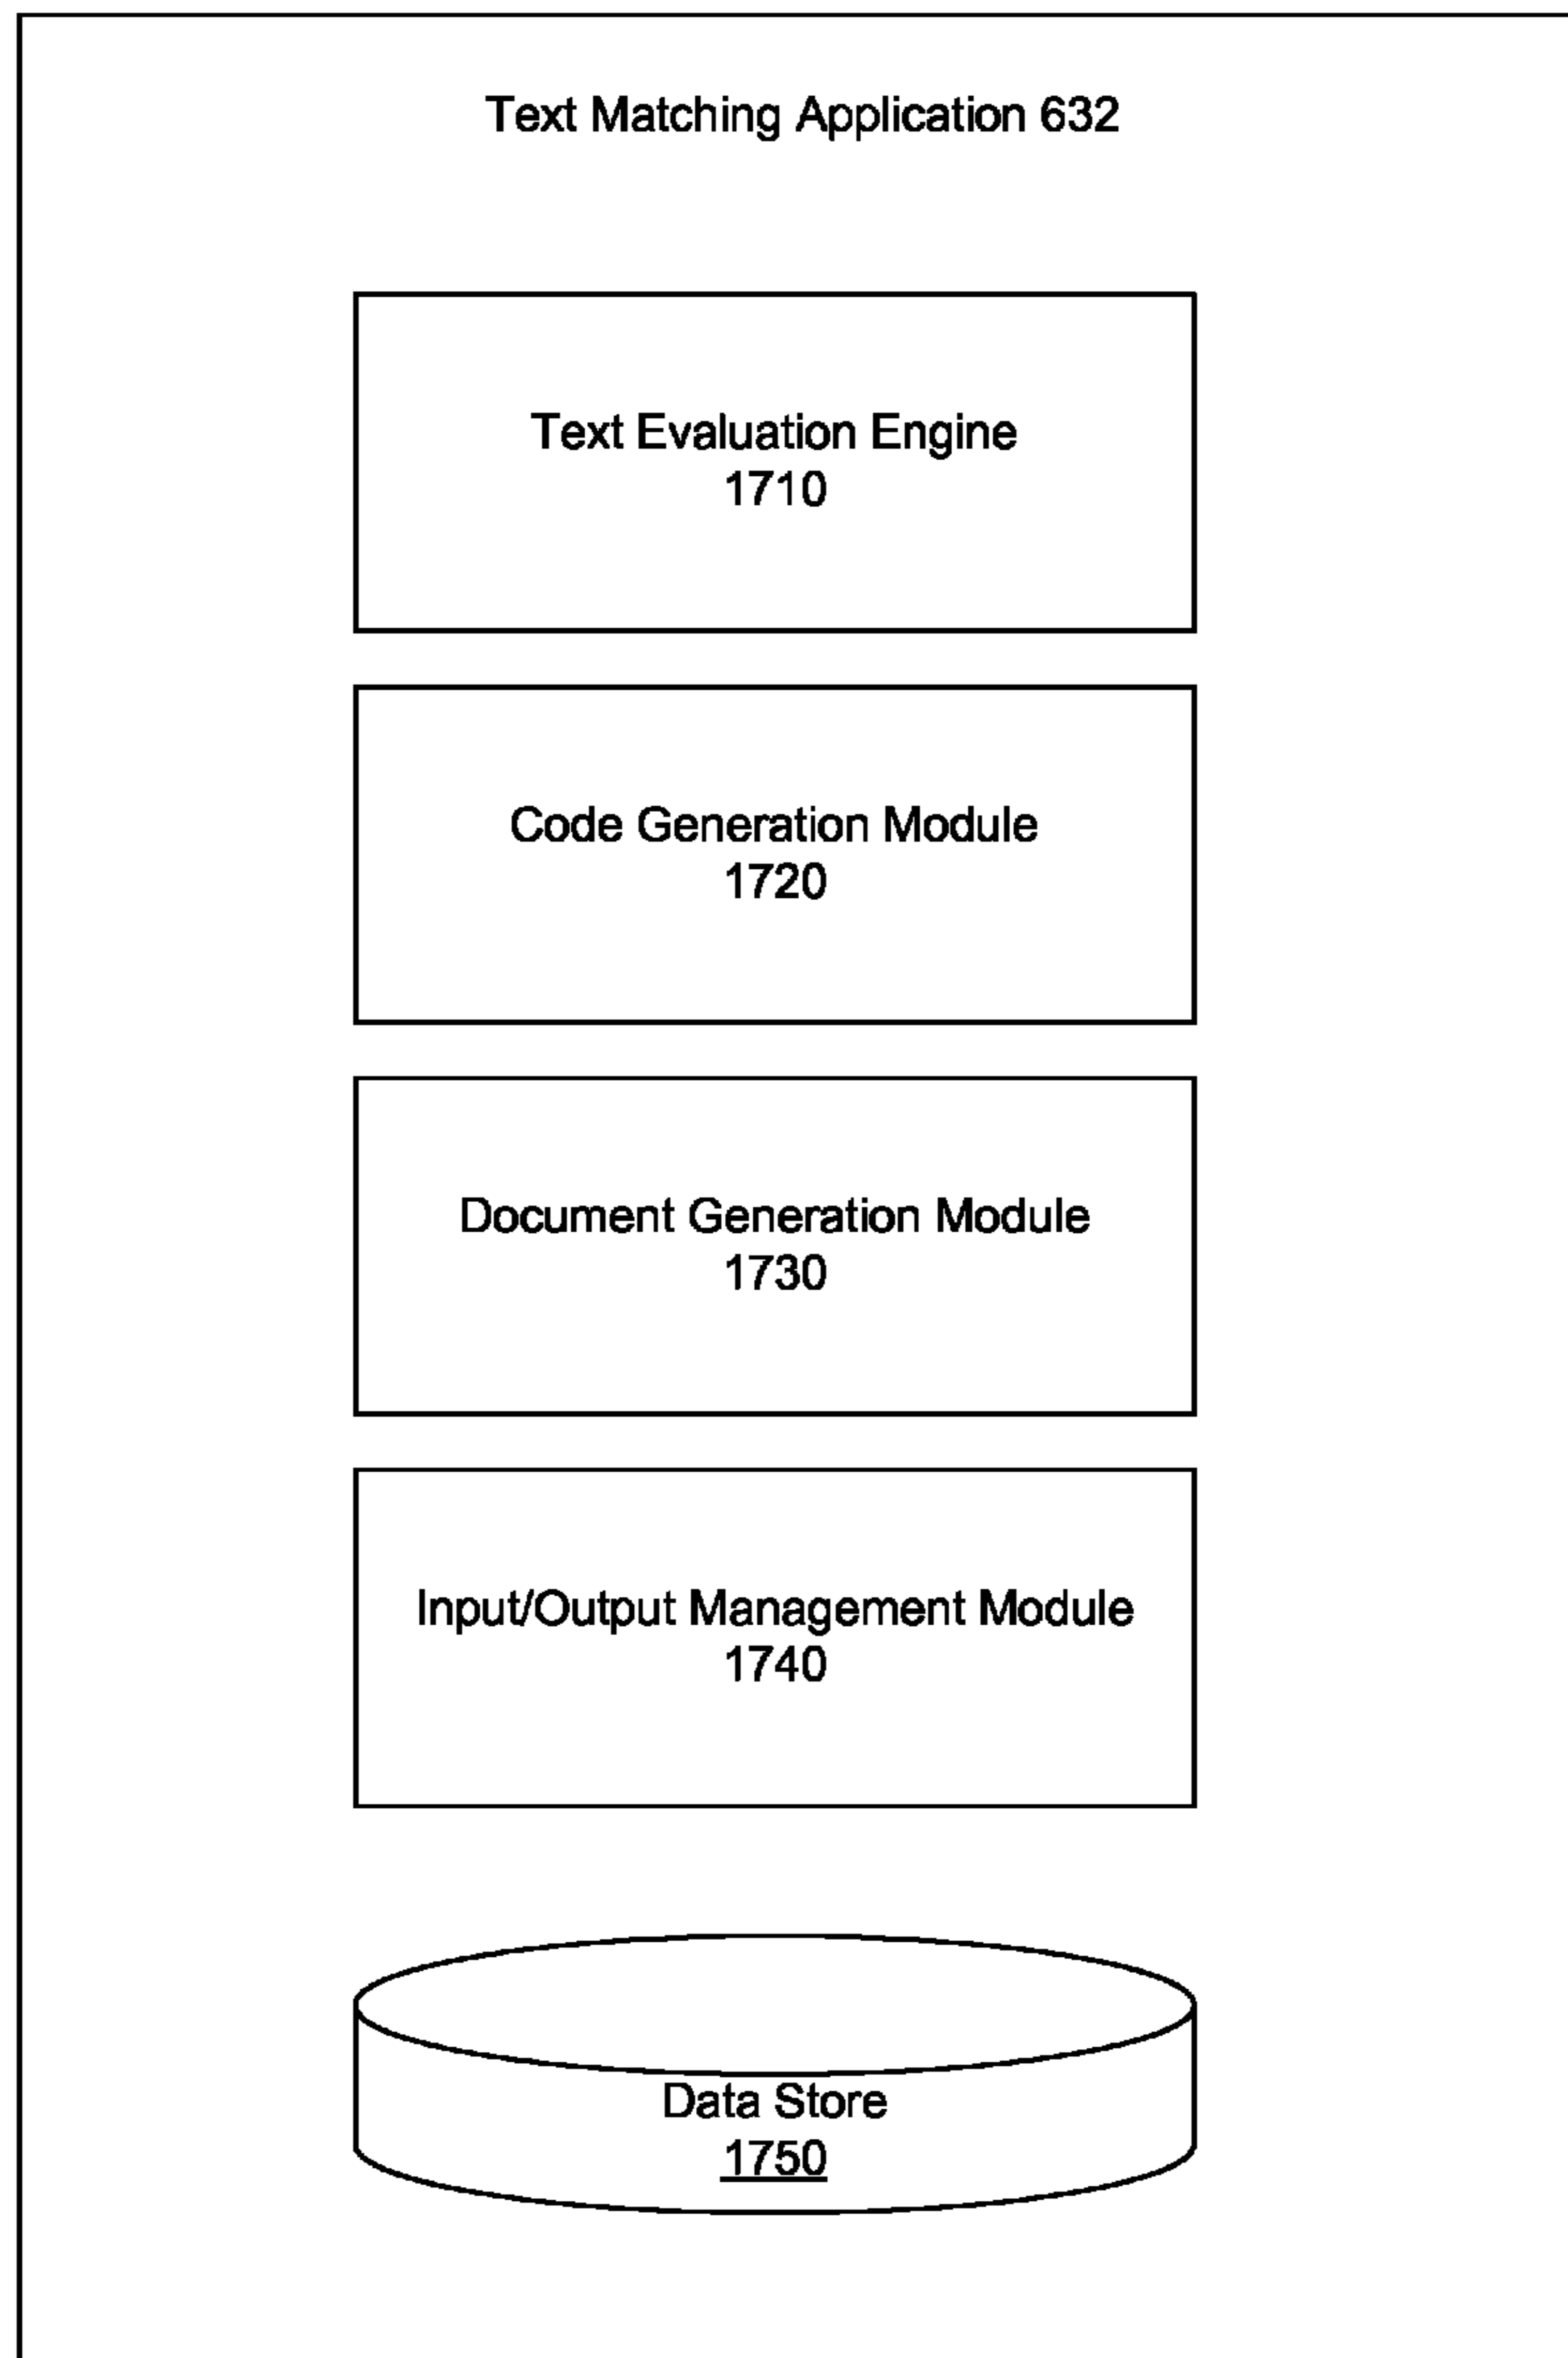 Text Matching Application 632
Text Evaluation Engine
1710
Code Generation Module
1720
Document Generation Module
1730
Input/Output Management Module
1740
Data Store
1750